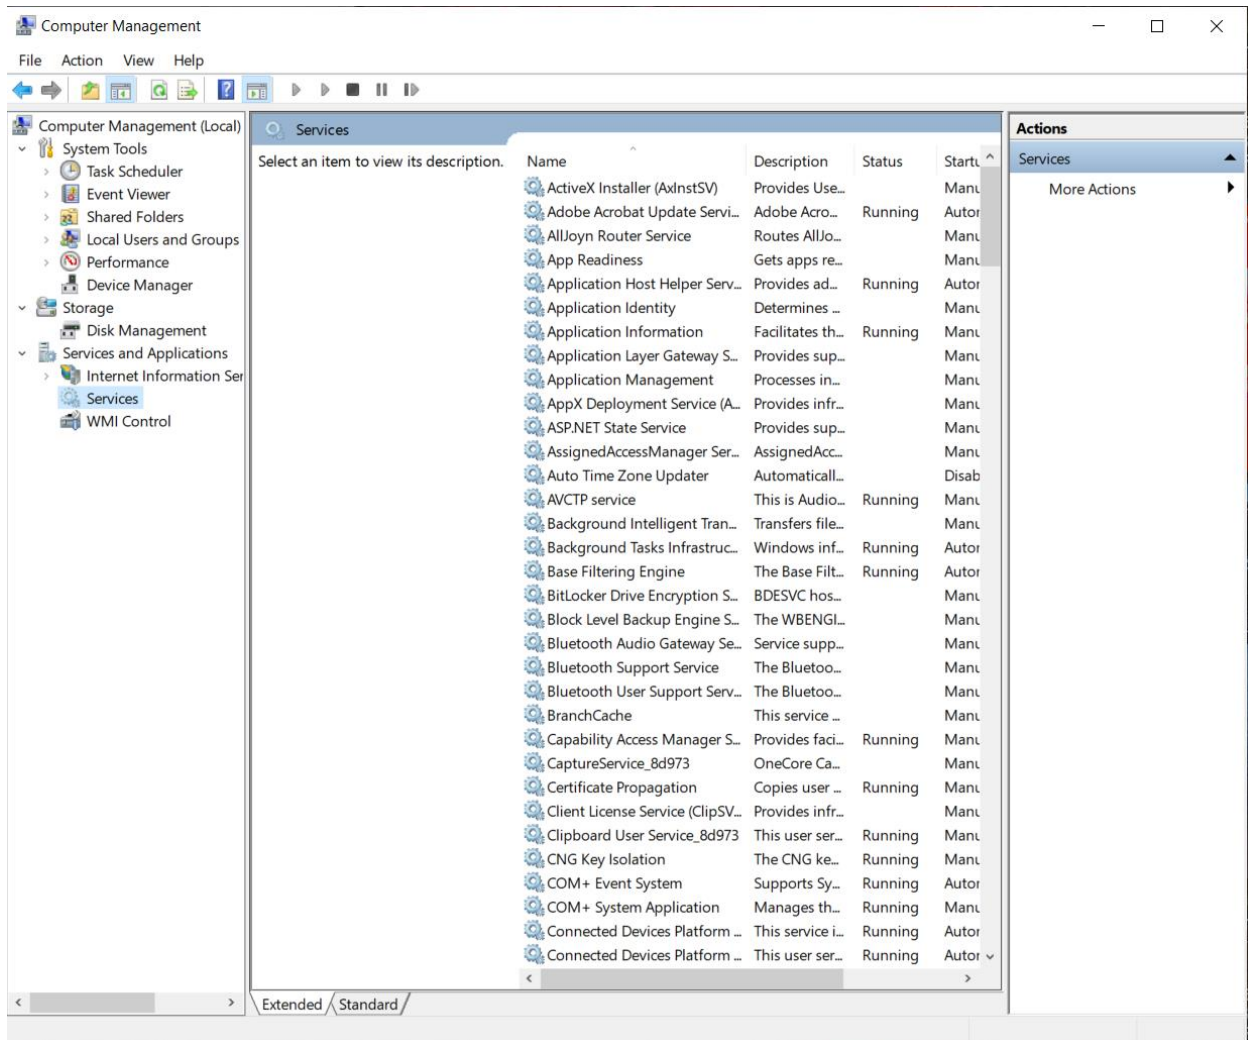 Computer Management
File Action View Help
Computer Management (Local)
System Tools
Task Scheduler
Event Viewer
Shared Folders
Local Users and Groups
Performance
Device Manager
Storage
Disk Management
Services and Applications
Internet Information Ser
Services
WMI Control
Services
Select an item to view its description.
Name Description Status Startu
ActiveX Installer (AxInstSV) Provides Use... Manu
Adobe Acrobat Update Servi... Adobe Acro... Running Autor
AllJoyn Router Service Routes AllJo... Manu
App Readiness Gets apps re... Manu
Application Host Helper Serv... Provides ad... Running Autor
Application Identity Determines ... Manu
Application Information Facilitates th... Running Manu
Application Layer Gateway S... Provides sup... Manu
Application Management Processes in... Manu
AppX Deployment Service (A... Provides infr... Manu
ASP.NET State Service Provides sup... Manu
AssignedAccessManager Ser... AssignedAcc... Manu
Auto Time Zone Updater Automaticall... Disab
AVCTP service This is Audio... Running Manu
Background Intelligent Tran... Transfers file... Manu
Background Tasks Infrastruc... Windows inf... Running Autor
Base Filtering Engine The Base Filt... Running Autor
BitLocker Drive Encryption S... BDESVC hos... Manu
Block Level Backup Engine S... The WBENGI... Manu
Bluetooth Audio Gateway Se... Service supp... Manu
Bluetooth Support Service The Bluetoo... Manu
Bluetooth User Support Serv... The Bluetoo... Manu
BranchCache This service ... Manu
Capability Access Manager S... Provides faci... Running Manu
CaptureService_8d973 OneCore Ca... Manu
Certificate Propagation Copies user ... Running Manu
Client License Service (ClipSV... Provides infr... Manu
Clipboard User Service_8d973 This user ser... Running Manu
CNG Key Isolation The CNG ke... Running Manu
COM+ Event System Supports Sy... Running Autor
COM+ System Application Manages th... Running Manu
Connected Devices Platform ... This service i... Running Autor
Connected Devices Platform ... This user ser... Running Autor
Extended Standard
Actions
Services
More Actions